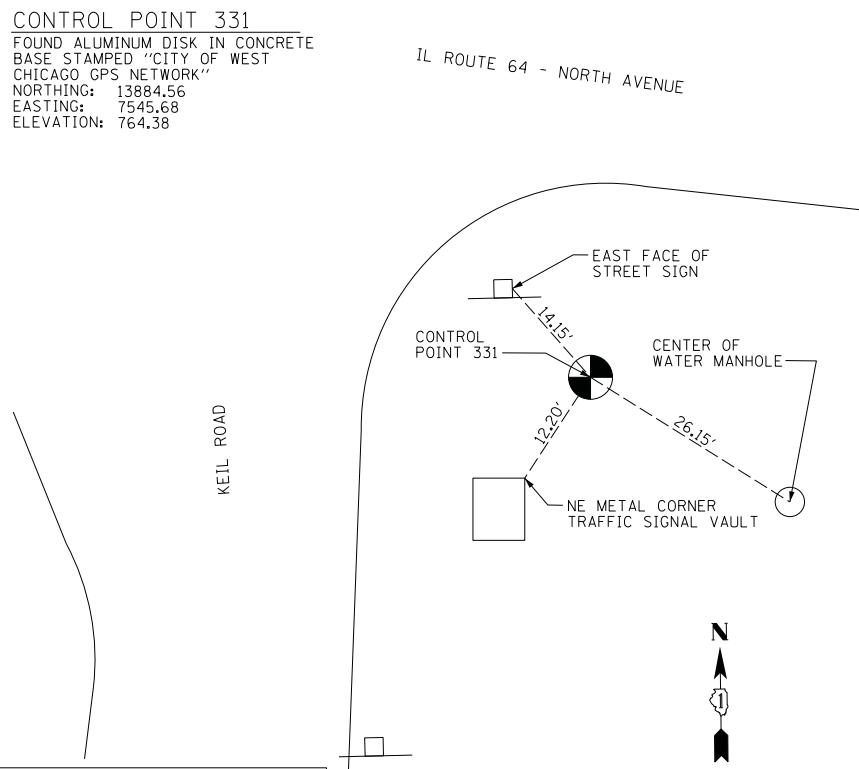 CONTROL POINT 331
FOUND ALUMINUM DISK IN CONCRETE
BASE STAMPED "CITY OF WEST
CHICAGO GPS NETWORK"
NORTHING: 13884.56
EASTING: 7545.68
ELEVATION: 764.38
IL ROUTE 64 - NORTH AVENUE
EAST FACE OF
STREET SIGN
14.15'
CONTROL
POINT 331
CENTER OF
WATER MANHOLE
KEIL ROAD
12.20'
26.15'
NE METAL CORNER
TRAFFIC SIGNAL VAULT
N
1